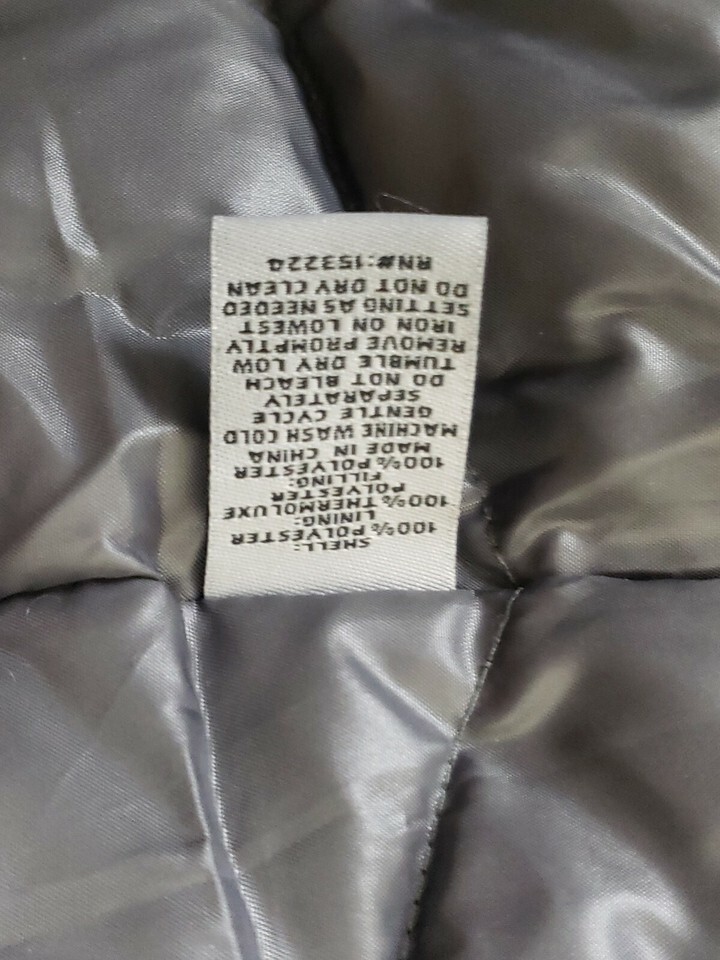 SHELL:
100% POLYESTER
LINING:
100% THERMOLUXE
POLYESTER
FILLING:
100% POLYESTER
MADE IN CHINA
MACHINE WASH COLD
GENTLE CYCLE
SEPARATELY
DO NOT BLEACH
TUMBLE DRY LOW
REMOVE PROMPTLY
IRON ON LOWEST
SETTING AS NEEDED
DO NOT DRY CLEAN
RN#:153224